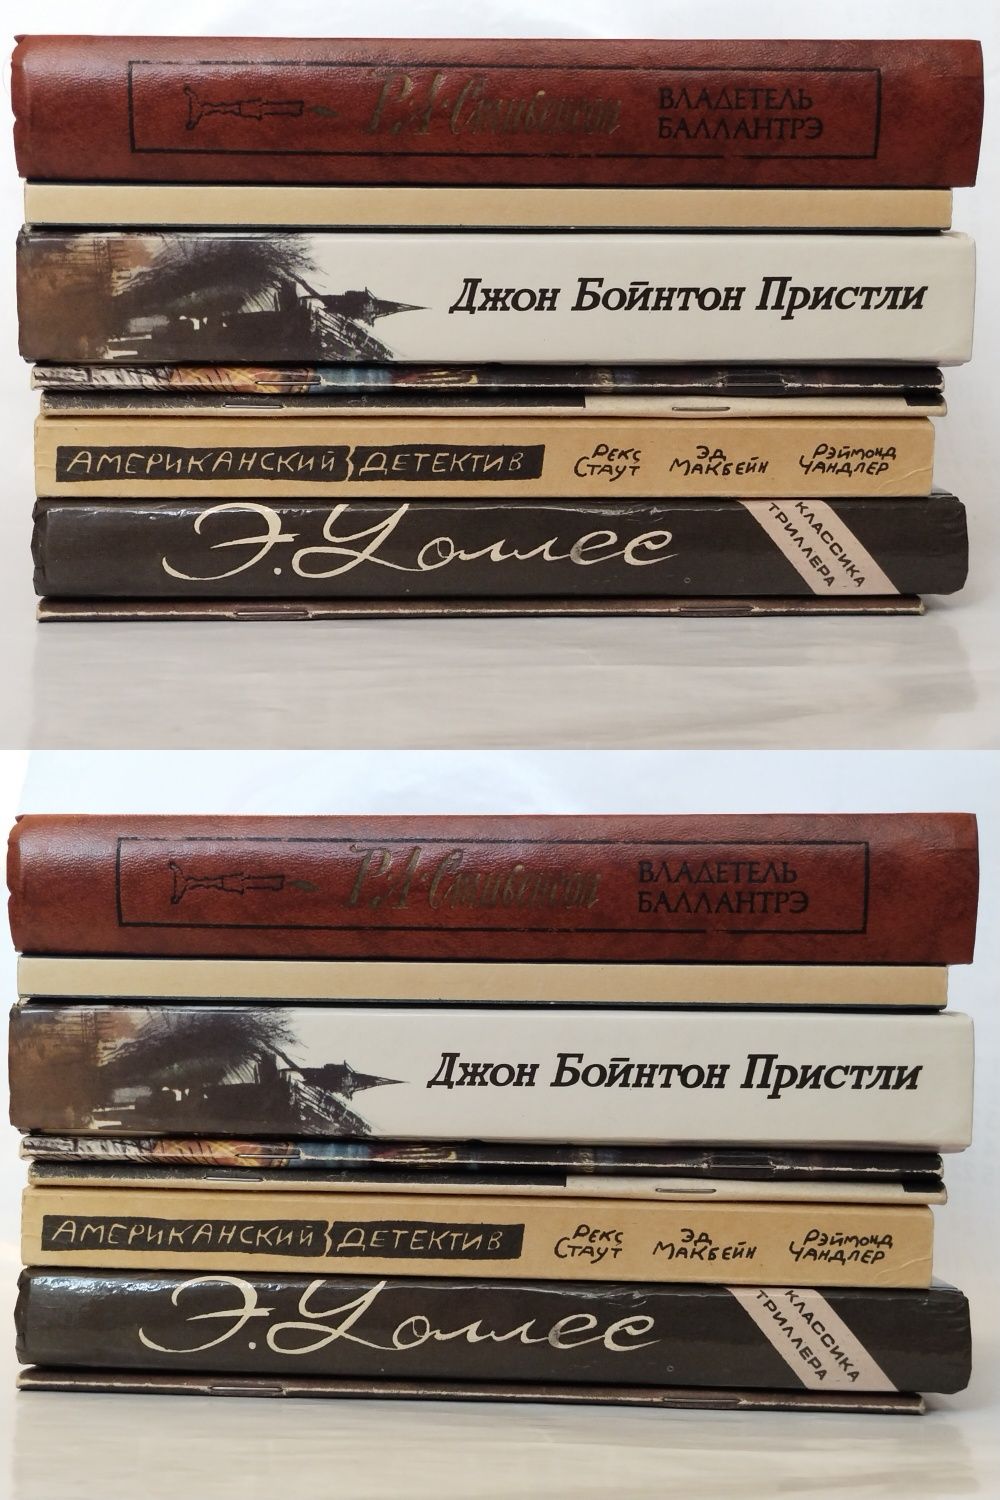 Р. Л. Стивенсон
ВЛАДЕТЕЛЬ
БАЛЛАНТРЭ
Джон Бойнтон Пристли
АМЕРИКАНСКИЙ ДЕТЕКТИВ
РЕКС
СТАУТ
ЭД
МАКБЕЙН
РЭЙМОНД
ЧАНДЛЕР
Э. Уоллес
КЛАССИКА
ТРИЛЛЕРА
Р. Л. Стивенсон
ВЛАДЕТЕЛЬ
БАЛЛАНТРЭ
Джон Бойнтон Пристли
АМЕРИКАНСКИЙ ДЕТЕКТИВ
РЕКС
СТАУТ
ЭД
МАКБЕЙН
РЭЙМОНД
ЧАНДЛЕР
Э. Уоллес
КЛАССИКА
ТРИЛЛЕРА